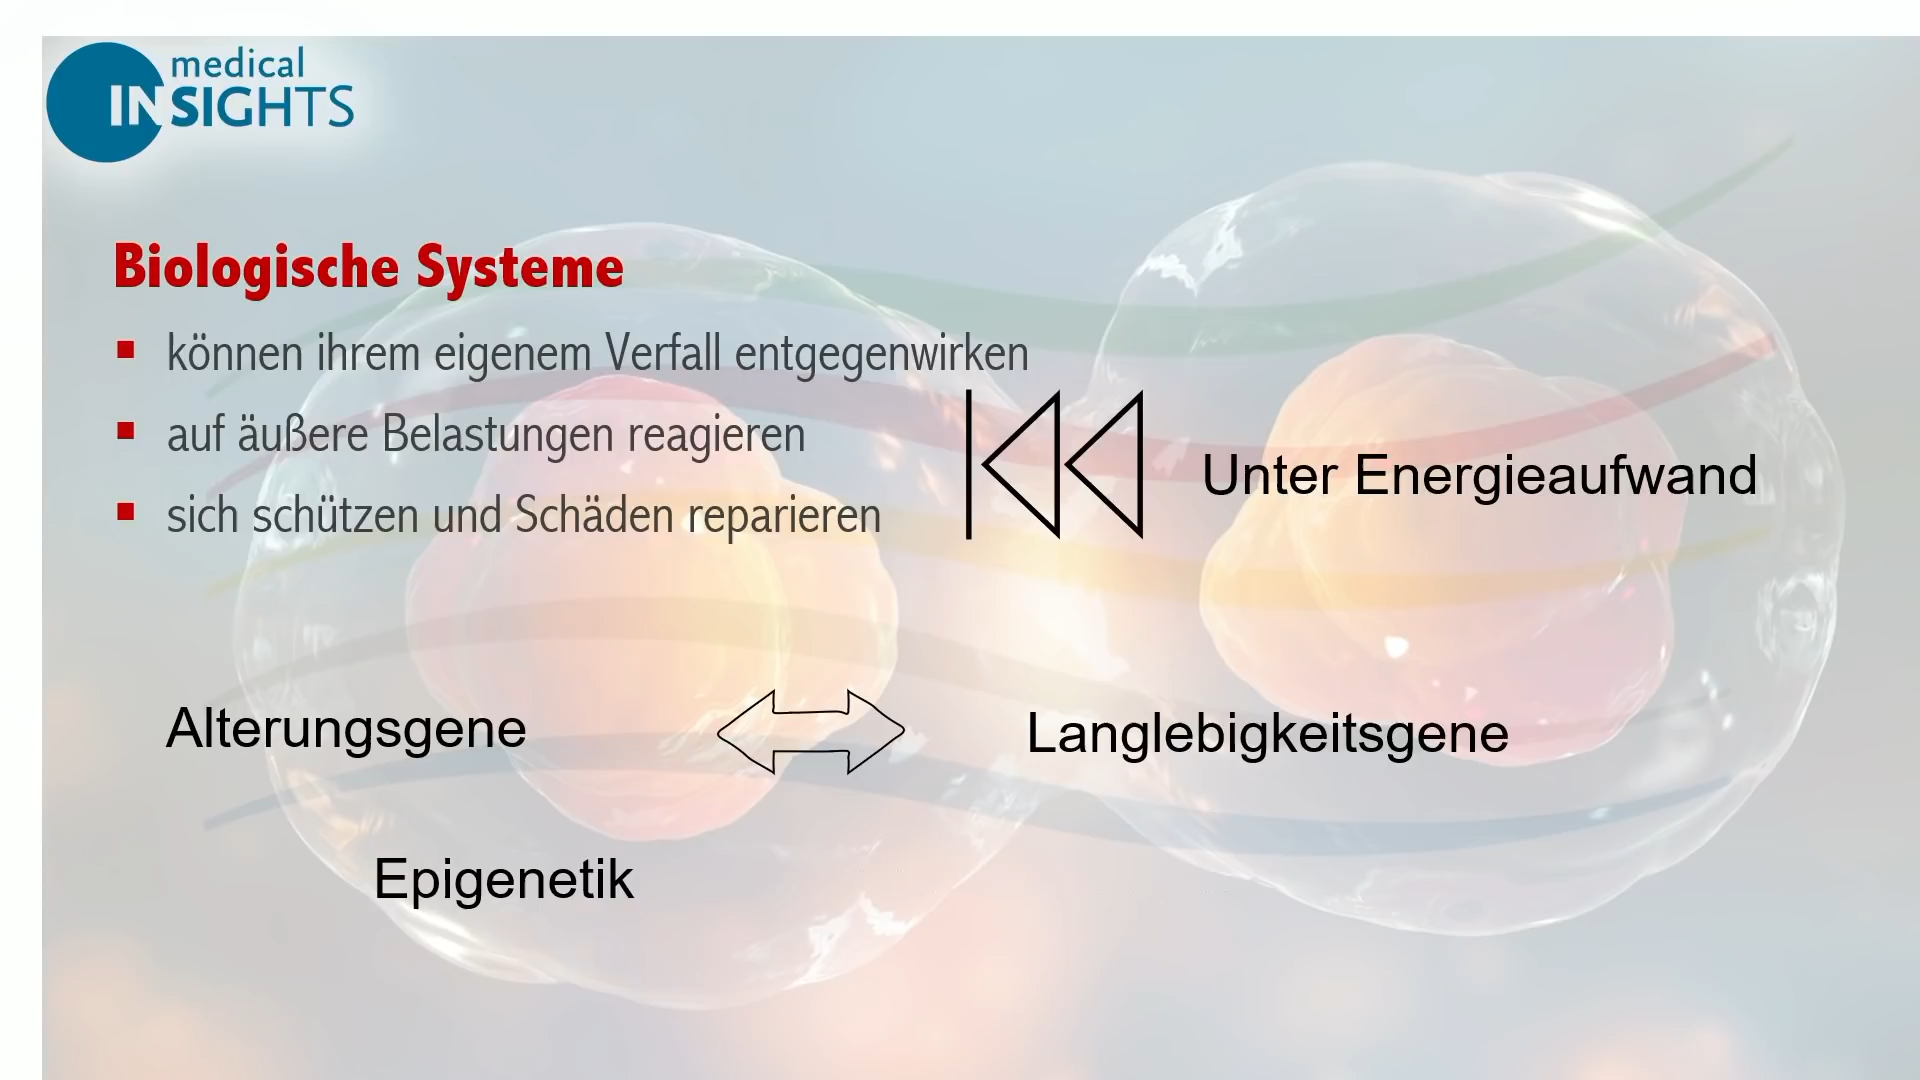 medical
INSIGHTS
Biologische Systeme
▪ können ihrem eigenem Verfall entgegenwirken
▪ auf äußere Belastungen reagieren
▪ sich schützen und Schäden reparieren
Unter Energieaufwand
Alterungsgene
Langlebigkeitsgene
Epigenetik